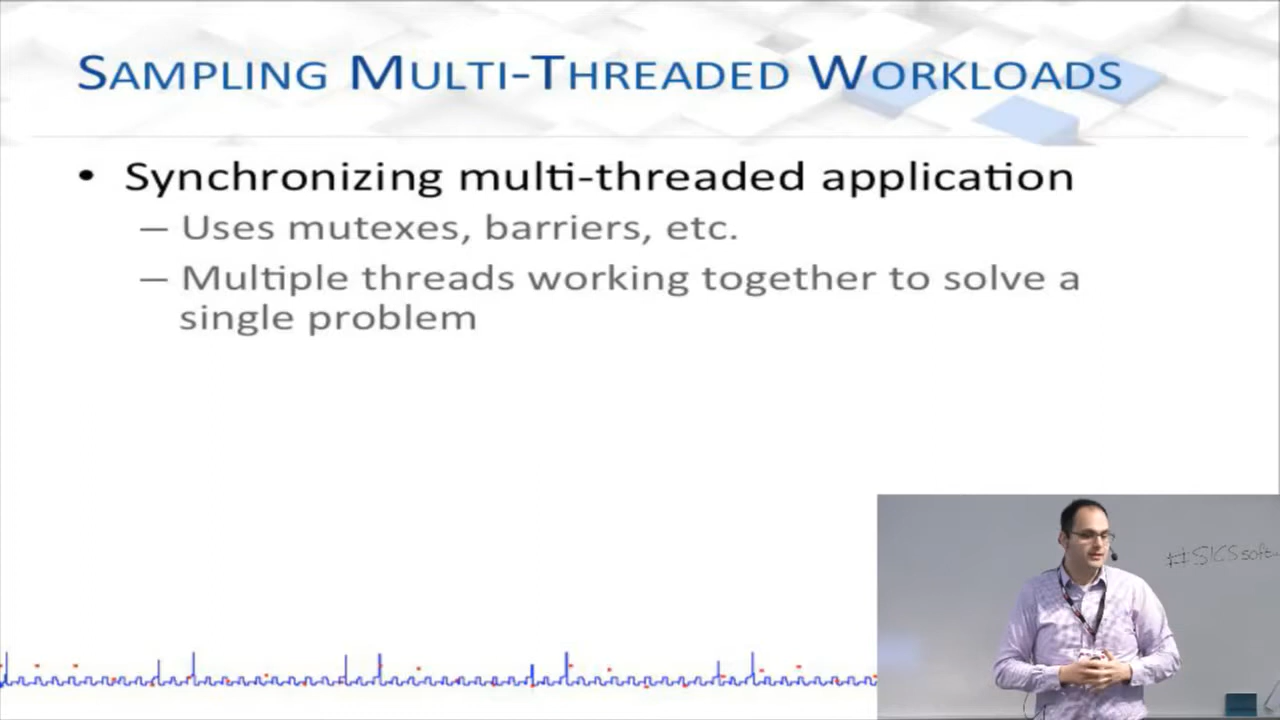 SAMPLING MULTI-THREADED WORKLOADS
• Synchronizing multi-threaded application
– Uses mutexes, barriers, etc.
– Multiple threads working together to solve a
single problem
#SICSsoft